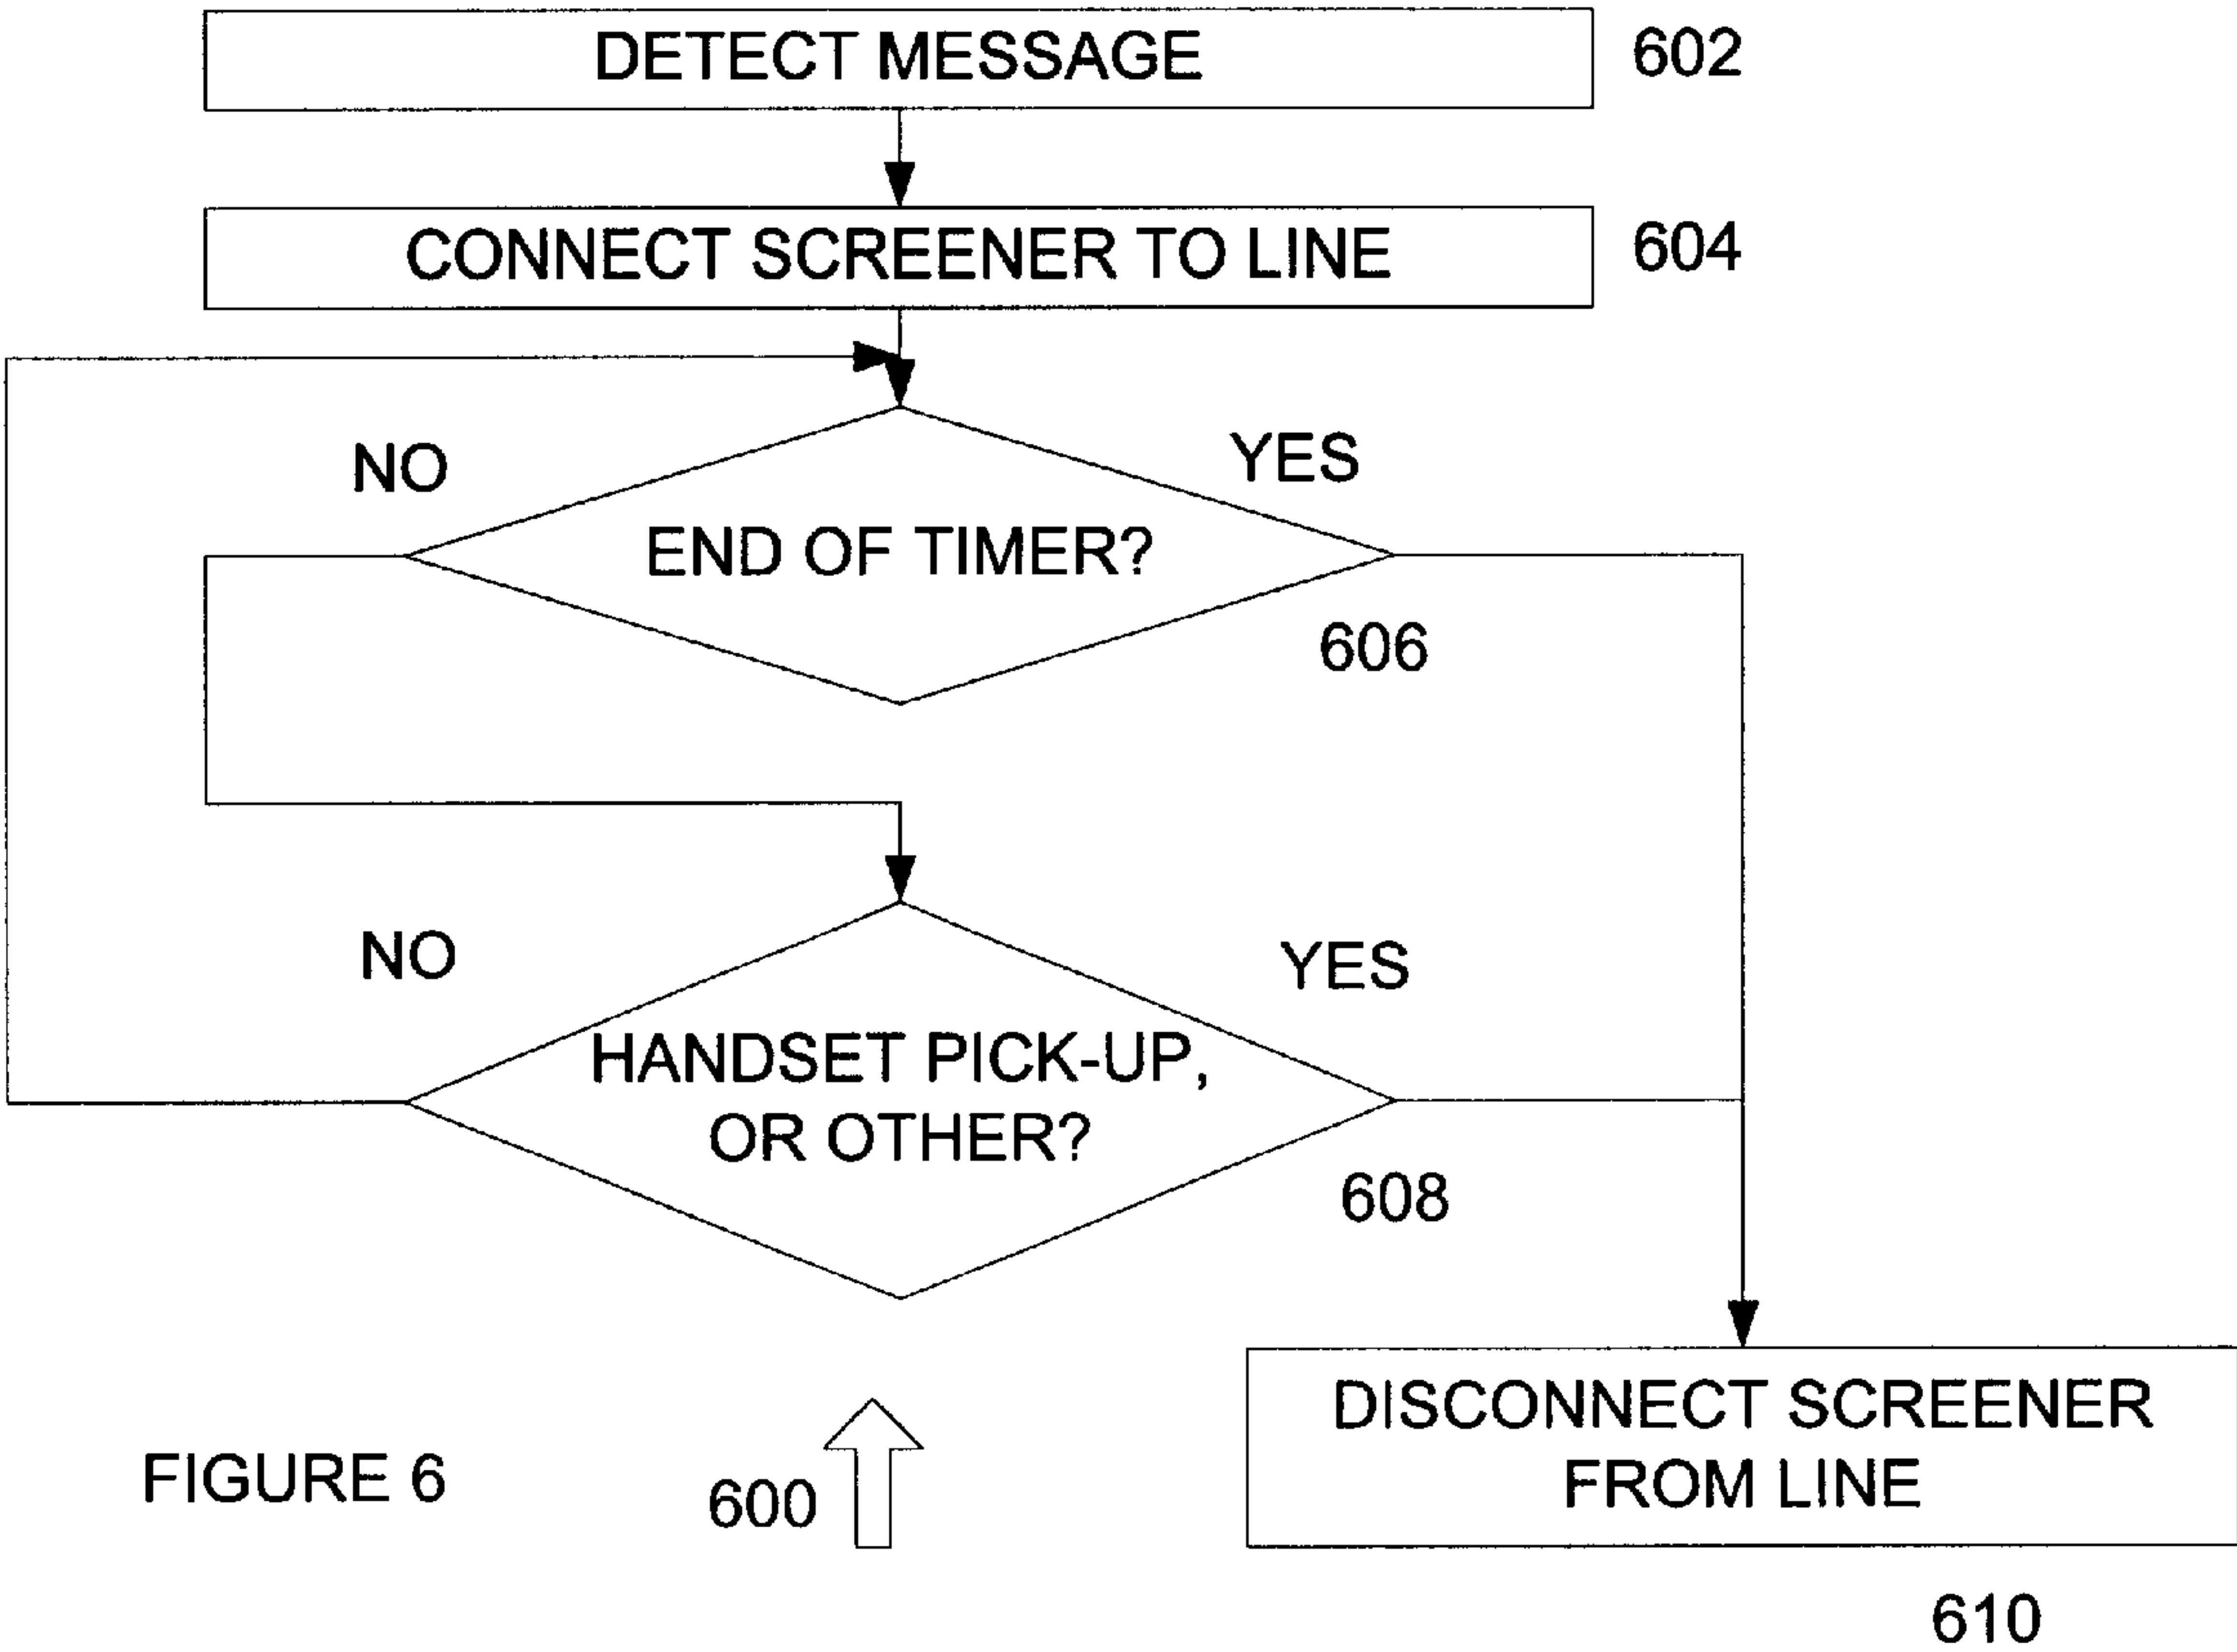 DETECT MESSAGE
602
CONNECT SCREENER TO LINE
604
NO
YES
END OF TIMER?
606
NO
YES
HANDSET PICK-UP,
OR OTHER?
608
DISCONNECT SCREENER
FROM LINE
610
FIGURE 6
600